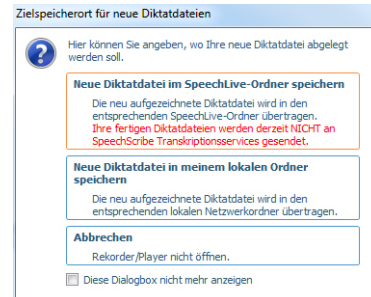 Zielspeicherort für neue Diktatdateien
Hier können Sie angeben, wo Ihre neue Diktatdatei abgelegt
werden soll.
Neue Diktatdatei im SpeechLive-Ordner speichern
Die neu aufgezeichnete Diktatdatei wird in den
entsprechenden SpeechLive-Ordner übertragen.
Ihre fertigen Diktatdateien werden derzeit NICHT an
SpeechScribe Transkriptionsservices gesendet.
Neue Diktatdatei in meinem lokalen Ordner
speichern
Die neu aufgezeichnete Diktatdatei wird in den
entsprechenden lokalen Netzwerkordner übertragen.
Abbrechen
Rekorder/Player nicht öffnen.
Diese Dialogbox nicht mehr anzeigen